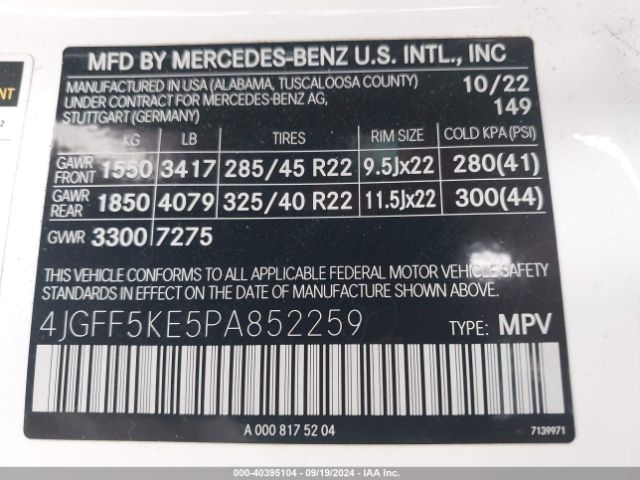 MFD BY MERCEDES-BENZ U.S. INTL., INC
MANUFACTURED IN USA (ALABAMA, TUSCALOOSA COUNTY) 10/22
UNDER CONTRACT FOR MERCEDES-BENZ AG, 149
STUTTGART (GERMANY)
KG LB TIRES RIM SIZE COLD KPA (PSI)
GAWR FRONT 1550 3417 285/45 R22 9.5Jx22 280(41)
GAWR REAR 1850 4079 325/40 R22 11.5Jx22 300(44)
GVWR 3300 7275
THIS VEHICLE CONFORMS TO ALL APPLICABLE FEDERAL MOTOR VEHICLE SAFETY
AND THEFT PREVENTION STANDARDS IN EFFECT ON THE DATE OF MANUFACTURE
SHOWN ABOVE.
4JGFF5KE5PA852259 TYPE: MPV
A 000 817 52 04 7139971
000-40395104 - 09/19/2024 - IAA Inc.